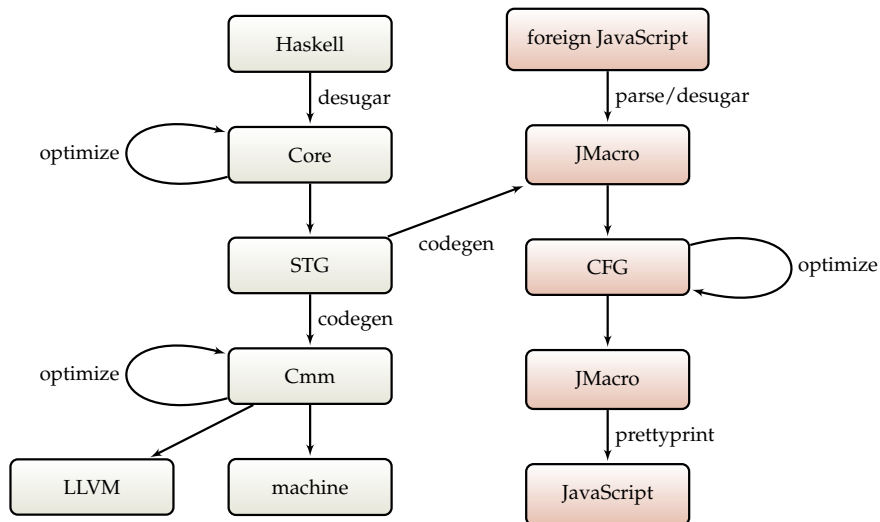 Haskell
foreign JavaScript
desugar
parse/desugar
optimize
Core
JMacro
codegen
STG
CFG
optimize
codegen
optimize
Cmm
JMacro
prettyprint
LLVM
machine
JavaScript